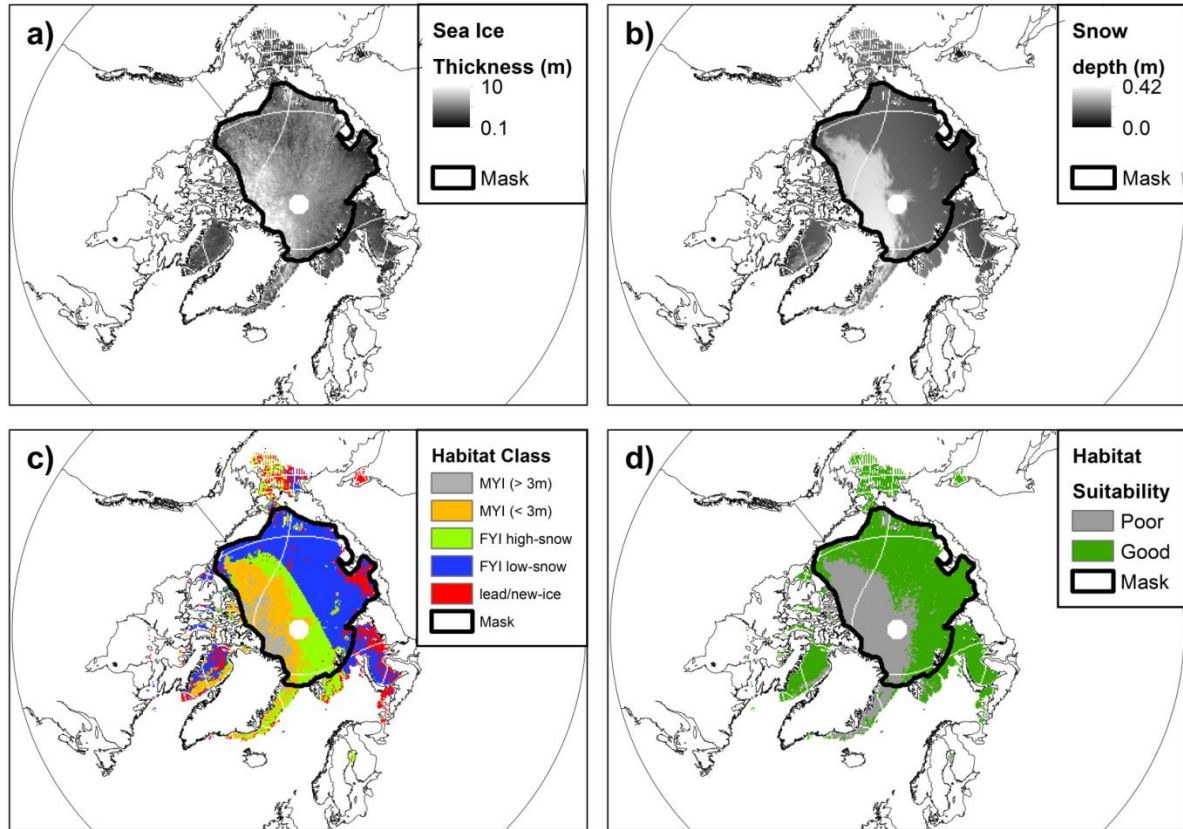 a)
Sea Ice
Thickness (m)
10
0.1
Mask
b)
Snow
depth (m)
0.42
0.0
Mask
c)
Habitat Class
MYI (> 3m)
MYI (< 3m)
FYI high-snow
FYI low-snow
lead/new-ice
Mask
d)
Habitat
Suitability
Poor
Good
Mask